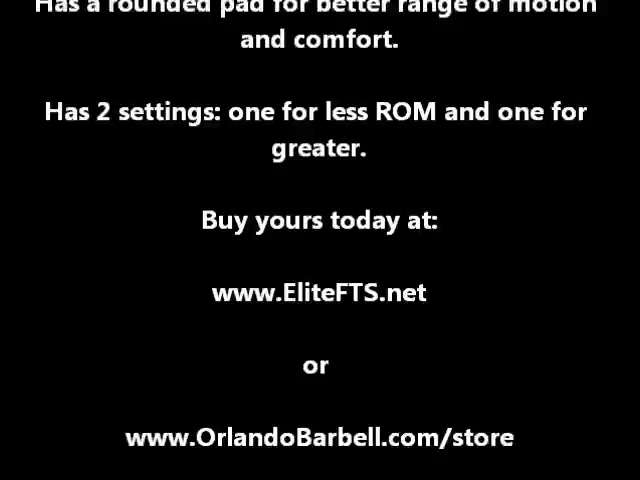 Has a rounded pad for better range of motion
and comfort.
Has 2 settings: one for less ROM and one for
greater.
Buy yours today at:
www.EliteFTS.net
or
www.OrlandoBarbell.com/store